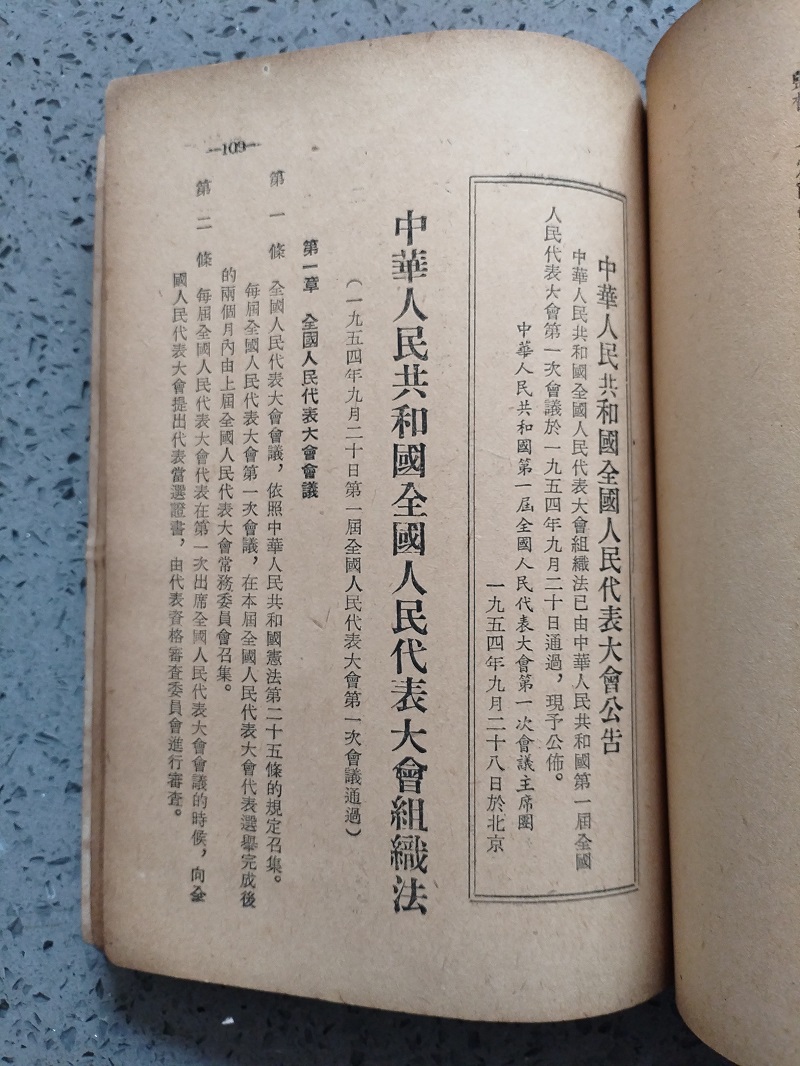 中華人民共和國全國人民代表大會公告
中華人民共和國全國人民代表大會組織法已由中華人民共和國第一屆全國
人民代表大會第一次會議於一九五四年九月二十日通過，現予公佈。
中華人民共和國第一屆全國人民代表大會第一次會議主席團
一九五四年九月二十八日於北京
中華人民共和國全國人民代表大會組織法
(一九五四年九月二十日第一屆全國人民代表大會第一次會議通過)
第一章 全國人民代表大會會議
第一條 全國人民代表大會會議，依照中華人民共和國憲法第二十五條的規定召集。
每屆全國人民代表大會第一次會議，在本屆全國人民代表大會代表選舉完成後
的兩個月內由上屆全國人民代表大會常務委員會召集。
第二條 每屆全國人民代表大會代表在第一次出席全國人民代表大會會議的時候，向全
國人民代表大會提出代表當選證書，由代表資格審查委員會進行審查。
—109—